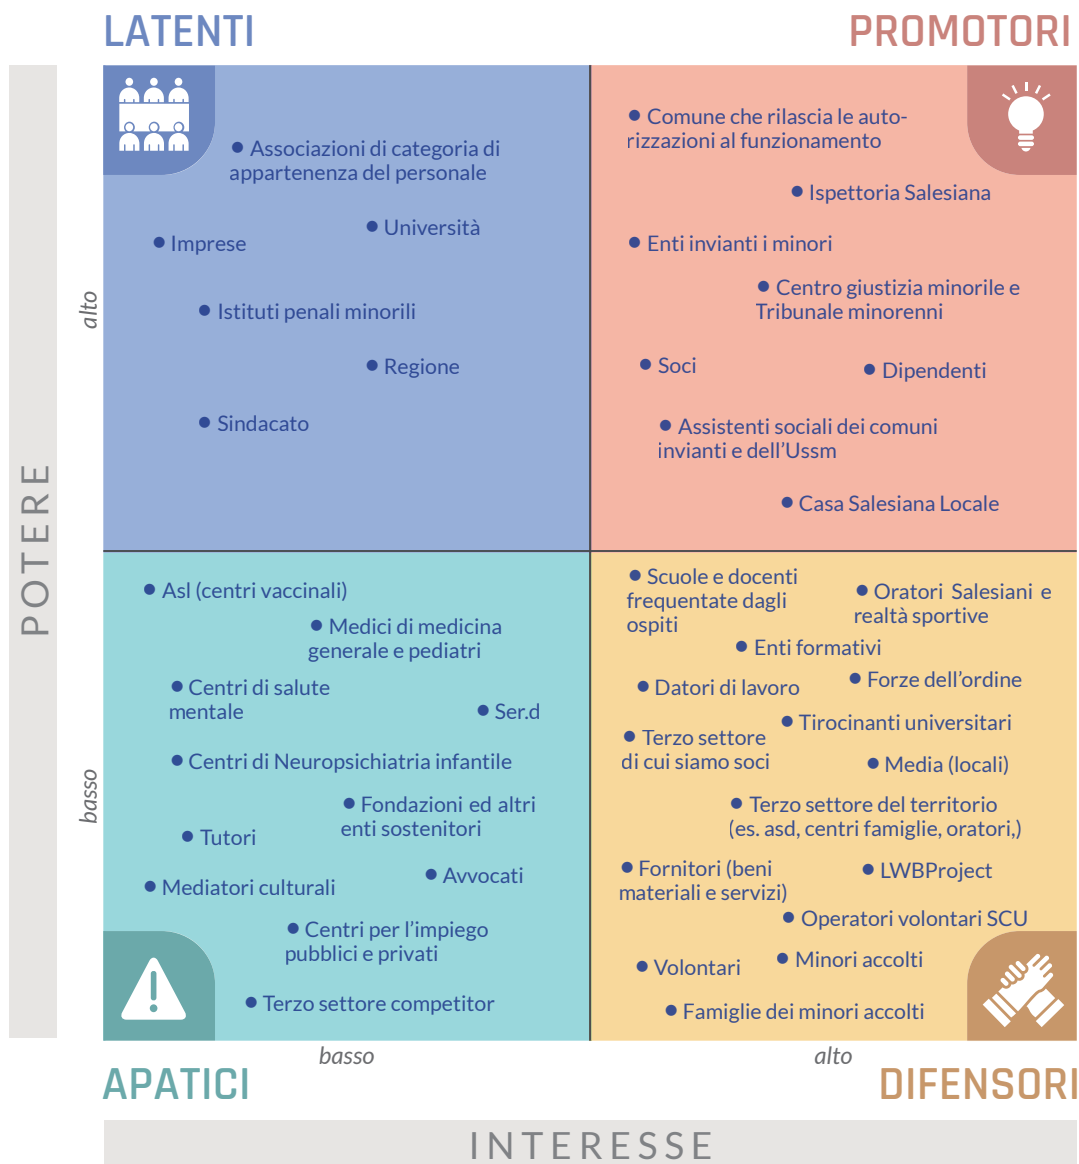 LATENTI
PROMOTORI
● Associazioni di categoria di
appartenenza del personale
● Università
● Imprese
● Istituti penali minorili
● Regione
● Sindacato
● Comune che rilascia le auto-
rizzazioni al funzionamento
● Ispettoria Salesiana
● Enti invianti i minori
● Centro giustizia minorile e
Tribunale minorenni
● Soci
● Dipendenti
● Assistenti sociali dei comuni
invianti e dell'Ussm
● Casa Salesiana Locale
alto
POTERE
basso
● Asl (centri vaccinali)
● Medici di medicina
generale e pediatri
● Centri di salute
mentale
● Ser.d
● Centri di Neuropsichiatria infantile
● Fondazioni ed altri
enti sostenitori
● Tutori
● Avvocati
● Mediatori culturali
● Centri per l'impiego
pubblici e privati
● Terzo settore competitor
● Scuole e docenti
frequentate dagli
ospiti
● Oratori Salesiani e
realtà sportive
● Enti formativi
● Datori di lavoro
● Forze dell'ordine
● Tirocinanti universitari
● Terzo settore
di cui siamo soci
● Media (locali)
● Terzo settore del territorio
(es. asd, centri famiglie, oratori,)
● Fornitori (beni
materiali e servizi)
● LWBProject
● Operatori volontari SCU
● Minori accolti
● Volontari
● Famiglie dei minori accolti
basso
alto
APATICI
DIFENSORI
INTERESSE